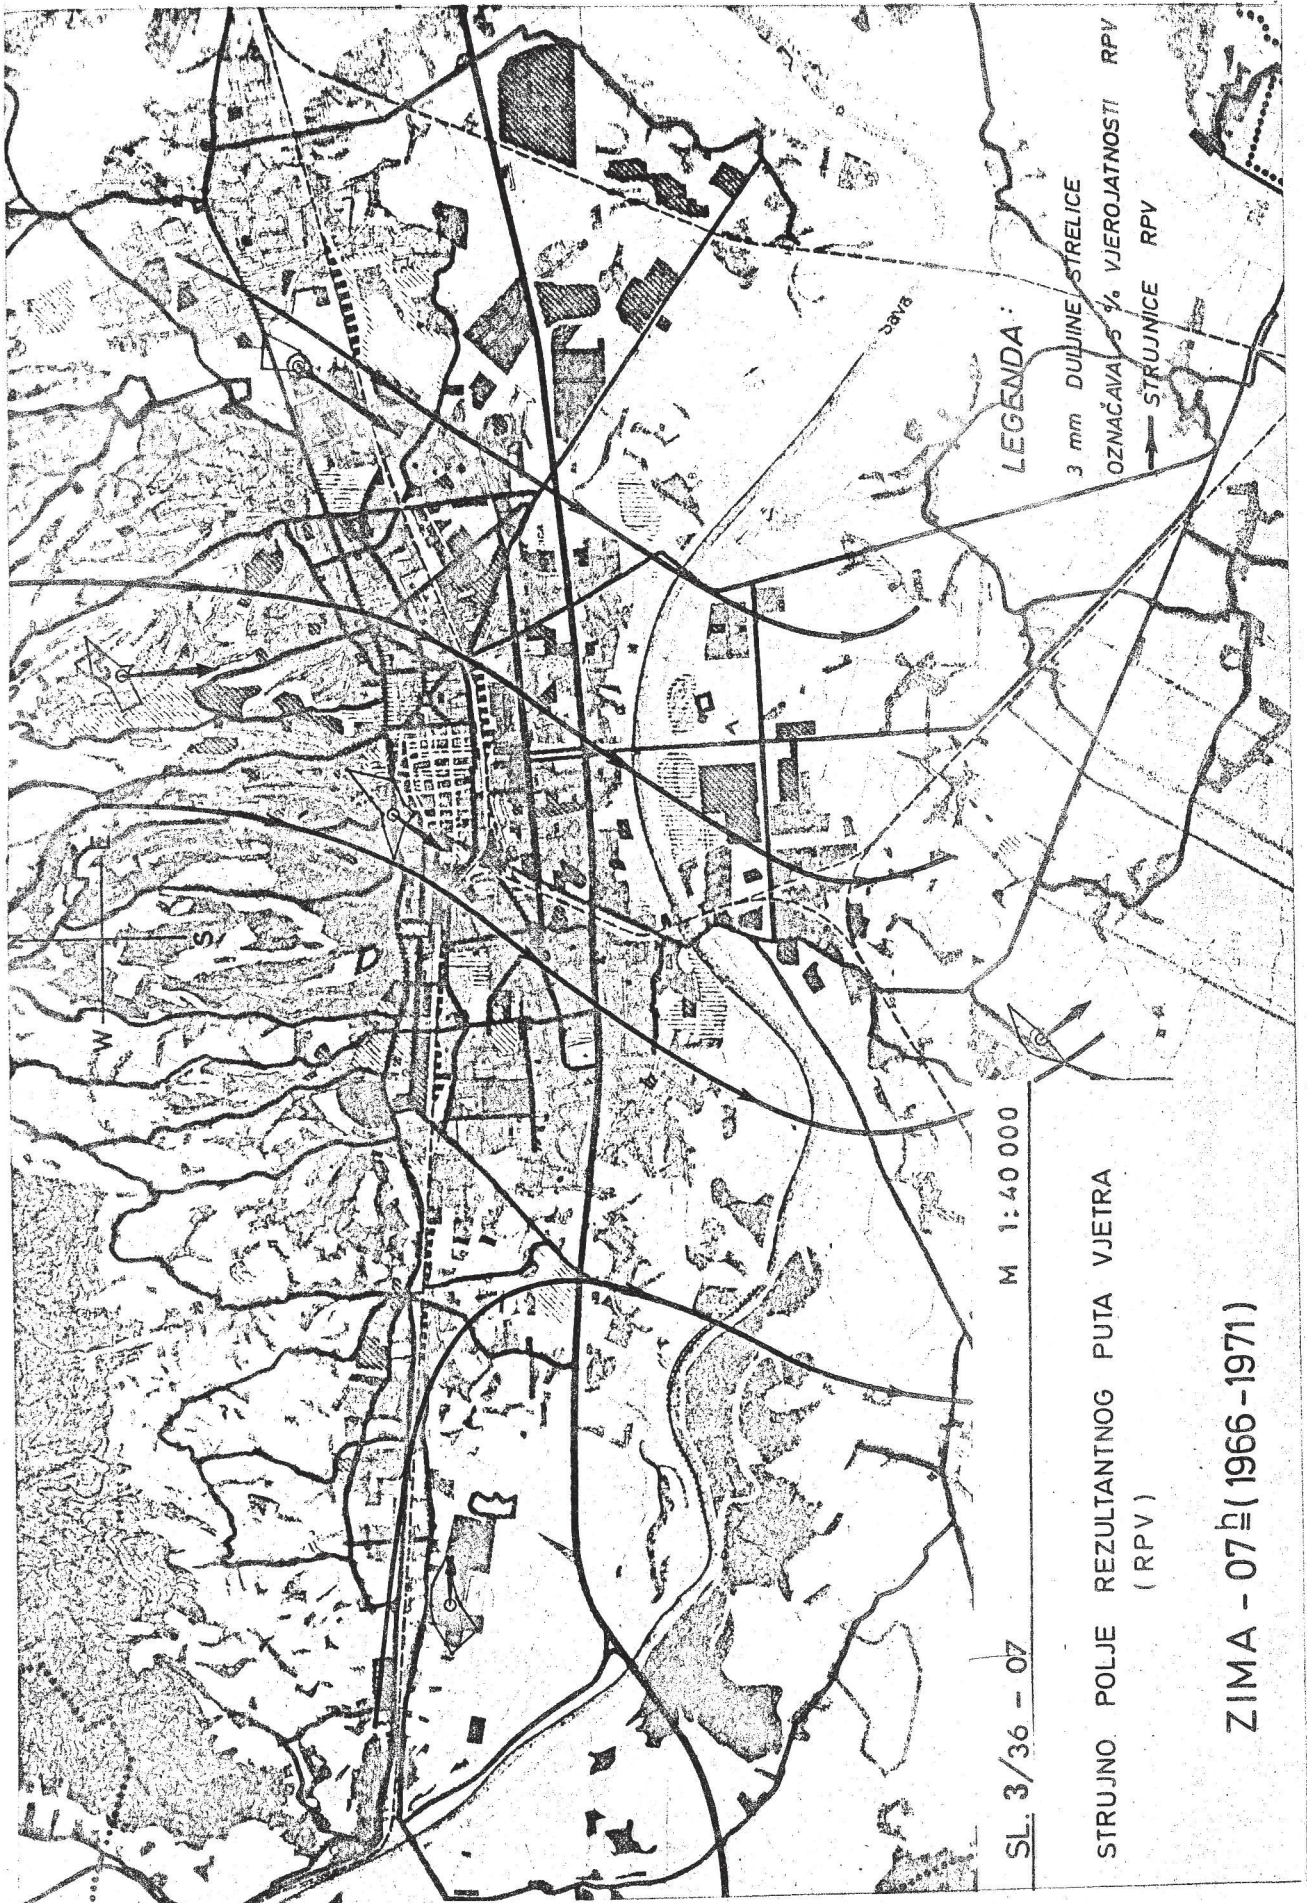 E
S
W
Sava
LEGENDA:
3 mm DULJINE STRELICE
OZNAČAVA 5 % VJEROJATNOSTI RPV
STRUJNICE RPV
SL. 3/36 - 07
M 1:40 000
STRUJNO POLJE REZULTANTNOG PUTA VJETRA
(RPV)
ZIMA - 07h (1966-1971)